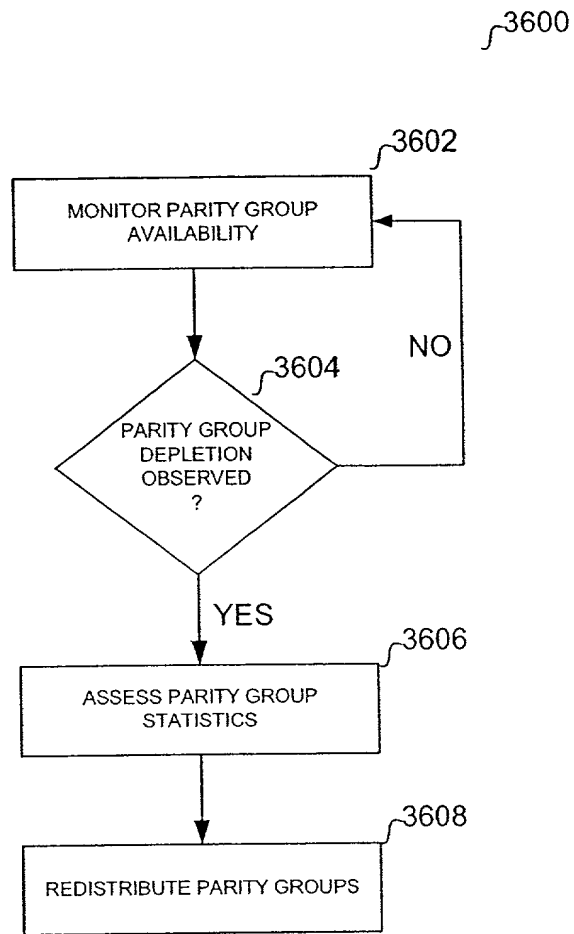 3600
3602
MONITOR PARITY GROUP
AVAILABILITY
NO
3604
PARITY GROUP
DEPLETION
OBSERVED
?
YES
3606
ASSESS PARITY GROUP
STATISTICS
3608
REDISTRIBUTE PARITY GROUPS